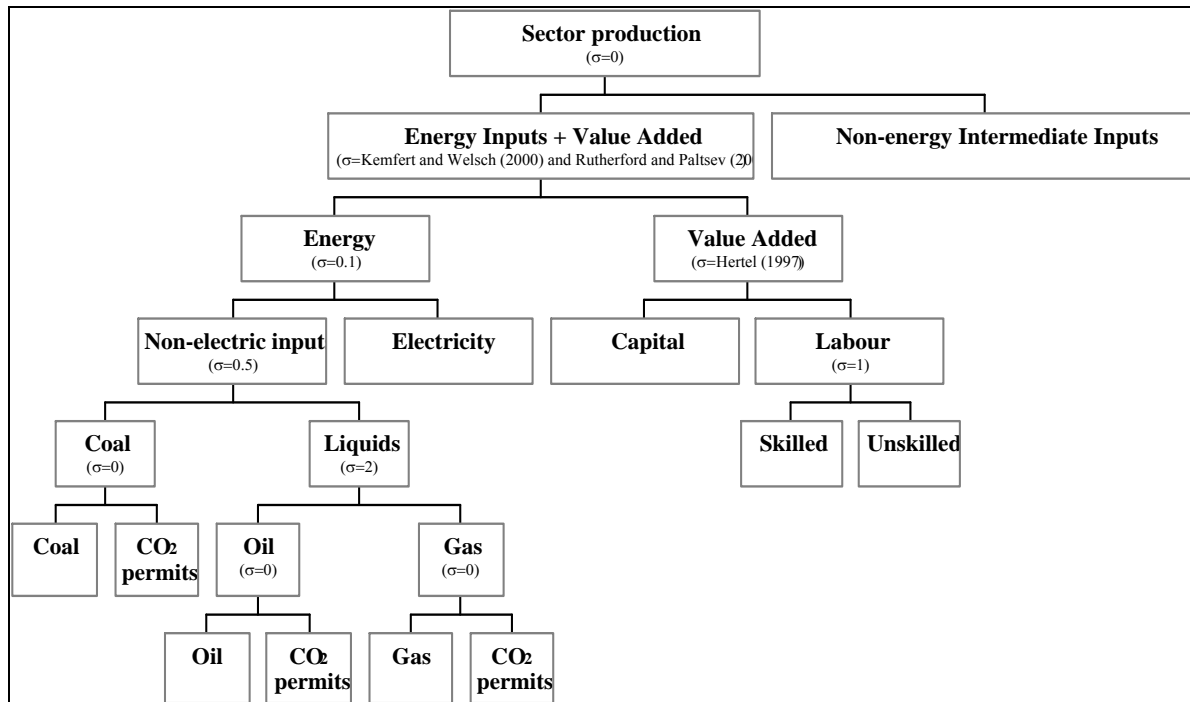 Sector production
(σ=0)
Energy Inputs + Value Added
(σ=Kemfert and Welsch (2000) and Rutherford and Paltsev (20
Non-energy Intermediate Inputs
Energy
(σ=0.1)
Value Added
(σ=Hertel (1997))
Non-electric input
(σ=0.5)
Electricity
Capital
Labour
(σ=1)
Coal
(σ=0)
Liquids
(σ=2)
Skilled
Unskilled
Coal
CO2
permits
Oil
(σ=0)
Gas
(σ=0)
Oil
CO2
permits
Gas
CO2
permits